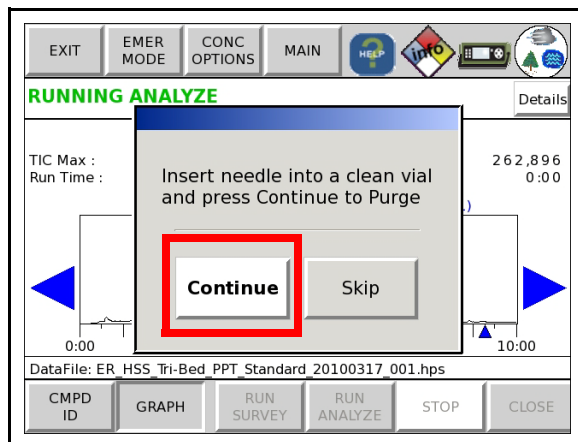 EXIT
EMER
MODE
CONC
OPTIONS
MAIN
HELP
info
RUNNING ANALYZE
Details
TIC Max :
262,896
Run Time :
0:00
Insert needle into a clean vial
and press Continue to Purge
.)
Continue
Skip
0:00
10:00
DataFile: ER_HSS_Tri-Bed_PPT_Standard_20100317_001.hps
CMPD
ID
GRAPH
RUN
SURVEY
RUN
ANALYZE
STOP
CLOSE